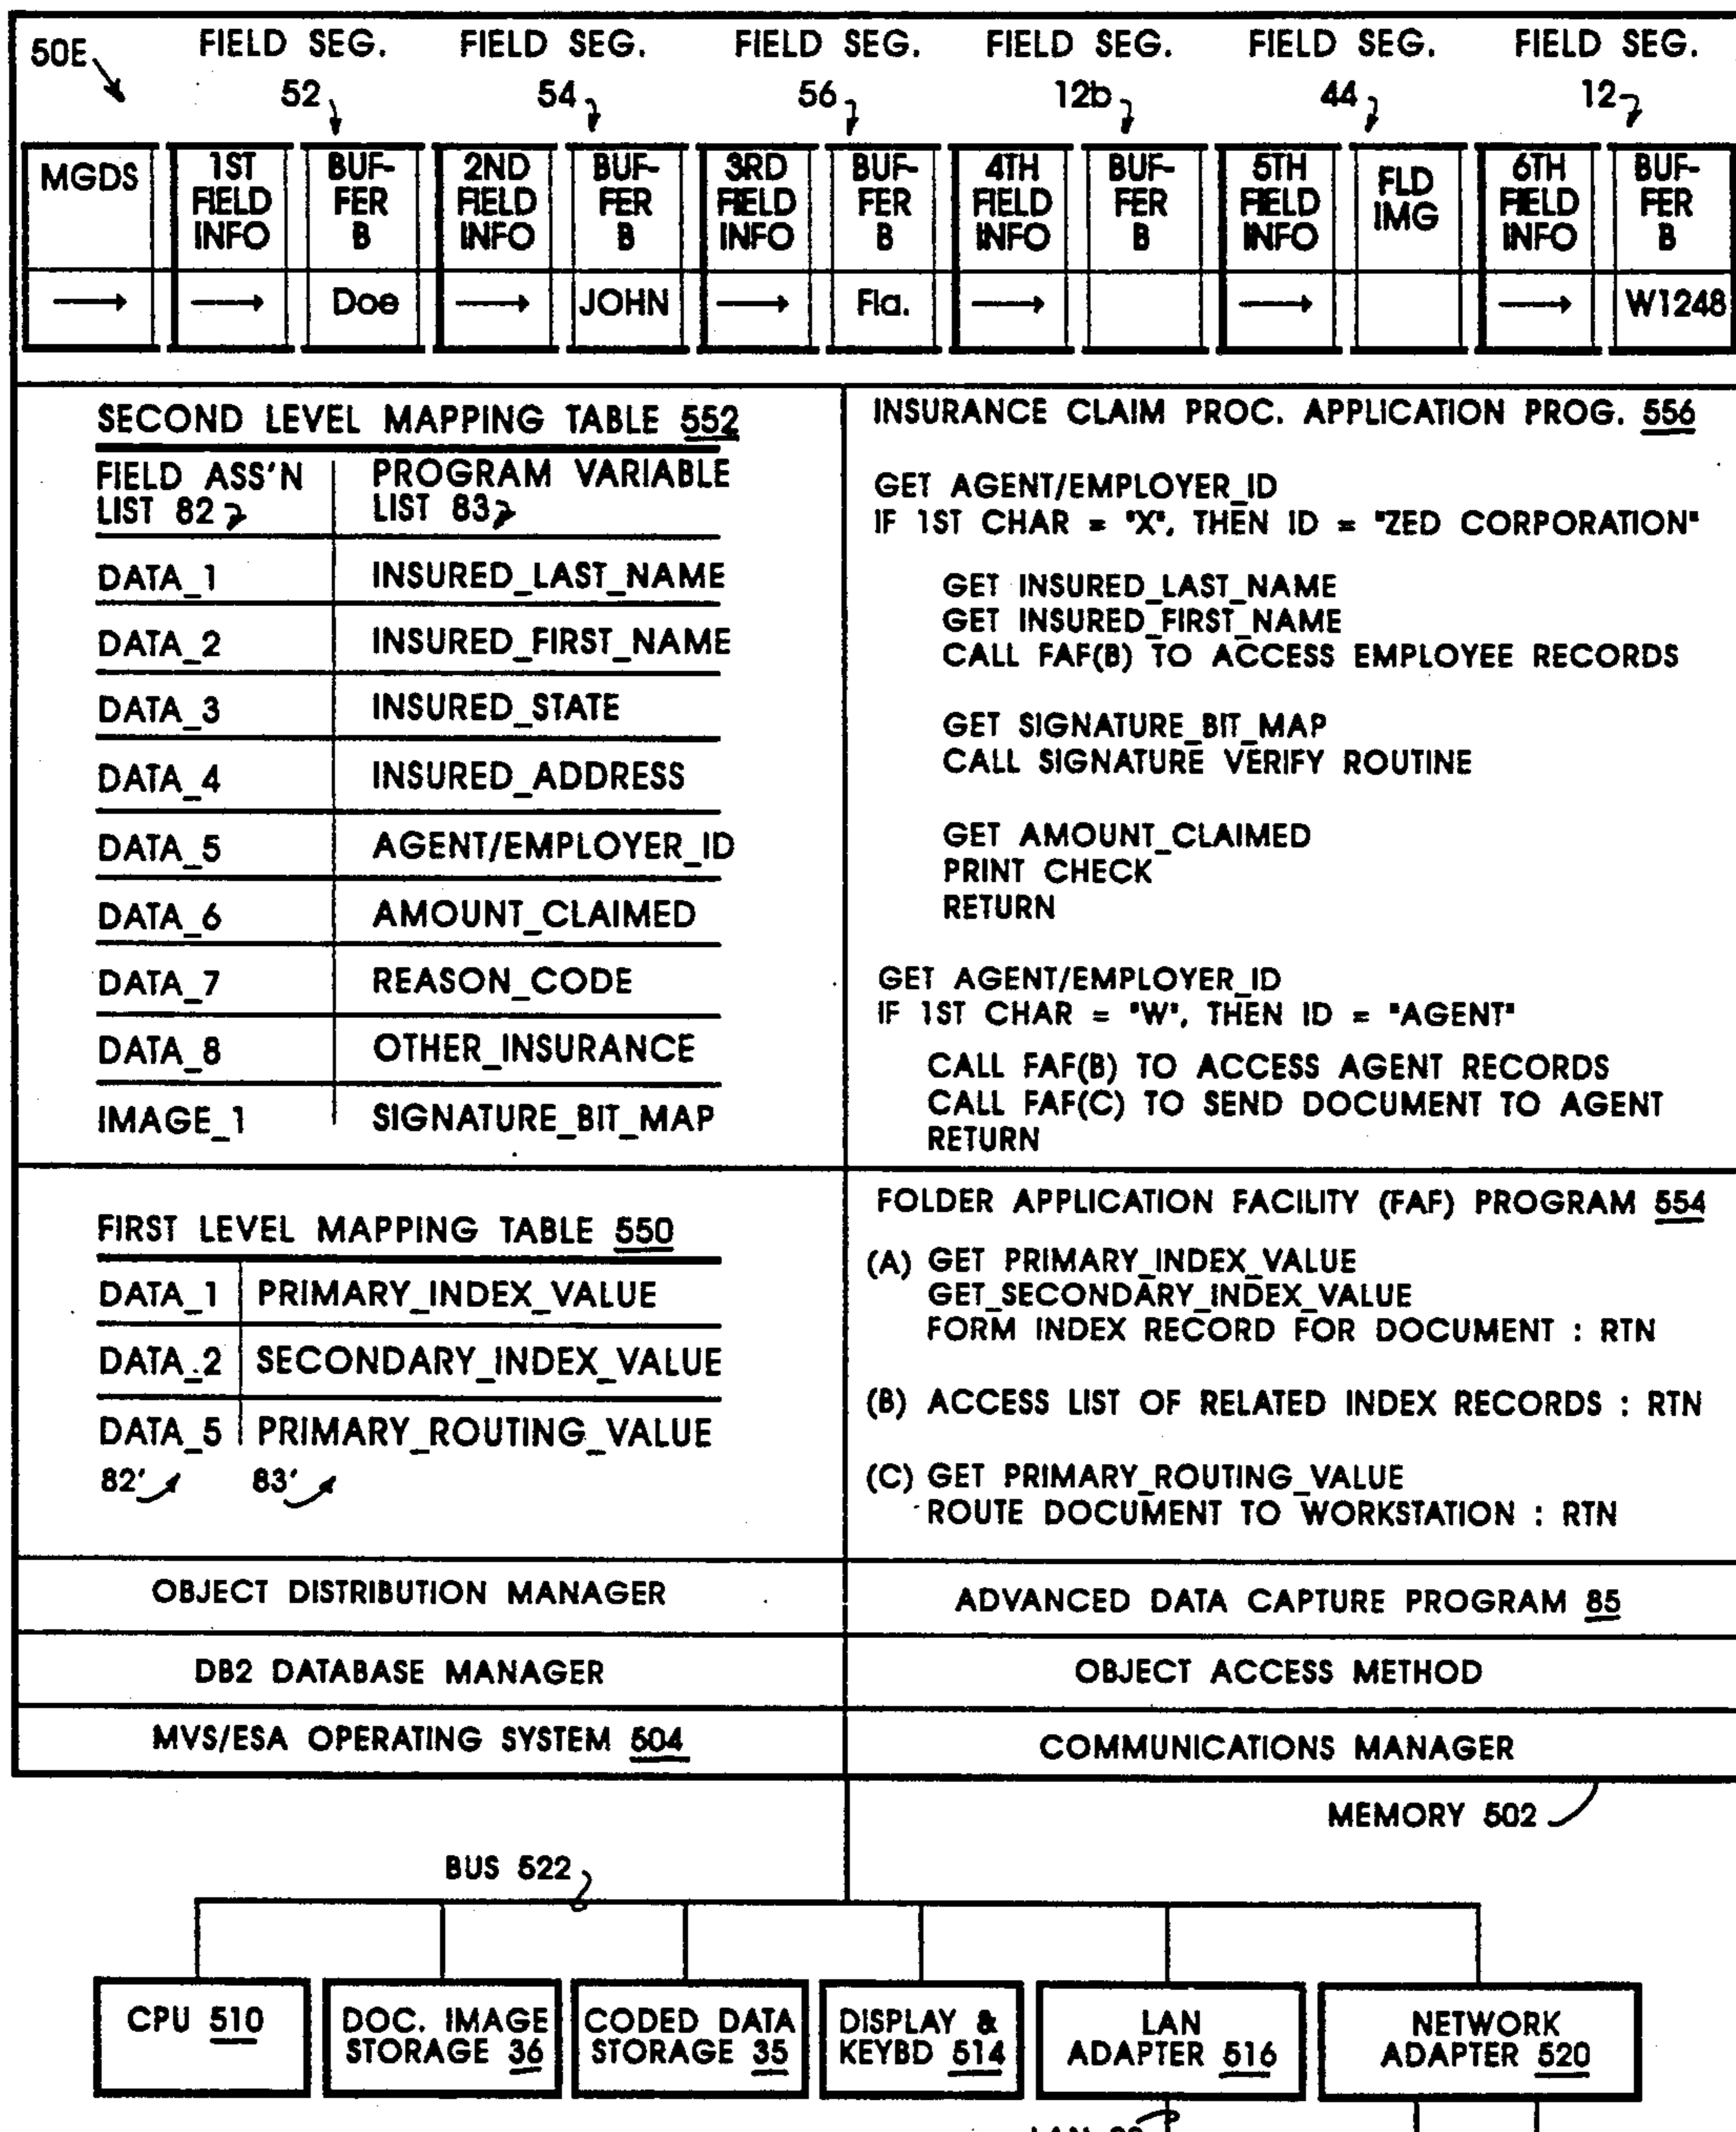 50E
FIELD SEG. FIELD SEG. FIELD SEG. FIELD SEG. FIELD SEG. FIELD SEG.
52 54 56 12b 44 12
MGDS
1ST
FIELD
INFO
BUF-
FER
B
2ND
FIELD
INFO
BUF-
FER
B
3RD
FIELD
INFO
BUF-
FER
B
4TH
FIELD
INFO
BUF-
FER
B
5TH
FIELD
INFO
FLD
IMG
6TH
FIELD
INFO
BUF-
FER
B
→ → Doe → JOHN → Fla. → → → W1248
SECOND LEVEL MAPPING TABLE 552
FIELD ASS'N
LIST 82
PROGRAM VARIABLE
LIST 83
DATA_1 INSURED_LAST_NAME
DATA_2 INSURED_FIRST_NAME
DATA_3 INSURED_STATE
DATA_4 INSURED_ADDRESS
DATA_5 AGENT/EMPLOYER_ID
DATA_6 AMOUNT_CLAIMED
DATA_7 REASON_CODE
DATA_8 OTHER_INSURANCE
IMAGE_1 SIGNATURE_BIT_MAP
INSURANCE CLAIM PROC. APPLICATION PROG. 556
GET AGENT/EMPLOYER_ID
IF 1ST CHAR = "X", THEN ID = "ZED CORPORATION"
GET INSURED_LAST_NAME
GET INSURED_FIRST_NAME
CALL FAF(B) TO ACCESS EMPLOYEE RECORDS
GET SIGNATURE_BIT_MAP
CALL SIGNATURE VERIFY ROUTINE
GET AMOUNT_CLAIMED
PRINT CHECK
RETURN
GET AGENT/EMPLOYER_ID
IF 1ST CHAR = "W", THEN ID = "AGENT"
CALL FAF(B) TO ACCESS AGENT RECORDS
CALL FAF(C) TO SEND DOCUMENT TO AGENT
RETURN
FIRST LEVEL MAPPING TABLE 550
DATA_1 PRIMARY_INDEX_VALUE
DATA_2 SECONDARY_INDEX_VALUE
DATA_5 PRIMARY_ROUTING_VALUE
82' 83'
FOLDER APPLICATION FACILITY (FAF) PROGRAM 554
(A) GET PRIMARY_INDEX_VALUE
GET_SECONDARY_INDEX_VALUE
FORM INDEX RECORD FOR DOCUMENT : RTN
(B) ACCESS LIST OF RELATED INDEX RECORDS : RTN
(C) GET PRIMARY_ROUTING_VALUE
ROUTE DOCUMENT TO WORKSTATION : RTN
OBJECT DISTRIBUTION MANAGER
ADVANCED DATA CAPTURE PROGRAM 85
DB2 DATABASE MANAGER
OBJECT ACCESS METHOD
MVS/ESA OPERATING SYSTEM 504
COMMUNICATIONS MANAGER
MEMORY 502
BUS 522
CPU 510
DOC. IMAGE
STORAGE 36
CODED DATA
STORAGE 35
DISPLAY &
KEYBD 514
LAN
ADAPTER 516
NETWORK
ADAPTER 520
LAN